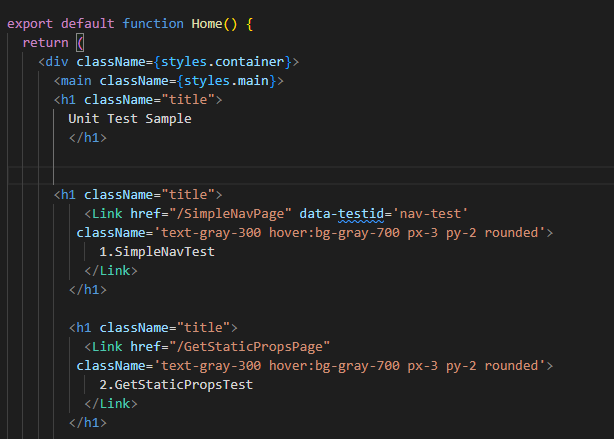 export default function Home() {
return (
<div className={styles.container}>
<main className={styles.main}>
<h1 className="title">
Unit Test Sample
</h1>
<h1 className="title">
<Link href="/SimpleNavPage" data-testid='nav-test'
className='text-gray-300 hover:bg-gray-700 px-3 py-2 rounded'>
1.SimpleNavTest
</Link>
</h1>
<h1 className="title">
<Link href="/GetStaticPropsPage"
className='text-gray-300 hover:bg-gray-700 px-3 py-2 rounded'>
2.GetStaticPropsTest
</Link>
</h1>